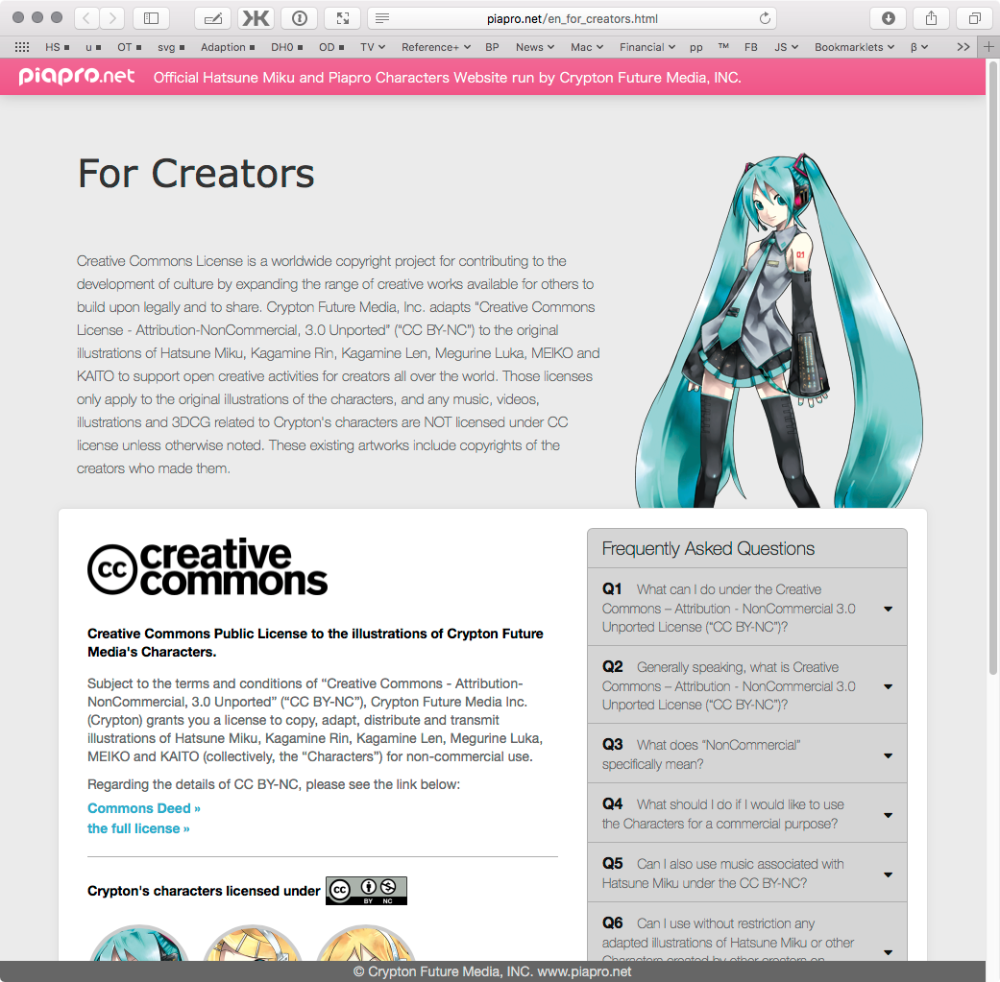 piapro.net/en_for_creators.html
HS
u
OT
svg
Adaption
DH0
OD
TV
Reference+
BP
News
Mac
Financial
pp
™
FB
JS
Bookmarklets
β
>>
+
piapro.net Official Hatsune Miku and Piapro Characters Website run by Crypton Future Media, INC.
For Creators
01
Creative Commons License is a worldwide copyright project for contributing to the
development of culture by expanding the range of creative works available for others to
build upon legally and to share. Crypton Future Media, Inc. adapts “Creative Commons
License - Attribution-NonCommercial, 3.0 Unported” (“CC BY-NC”) to the original
illustrations of Hatsune Miku, Kagamine Rin, Kagamine Len, Megurine Luka, MEIKO and
KAITO to support open creative activities for creators all over the world. Those licenses
only apply to the original illustrations of the characters, and any music, videos,
illustrations and 3DCG related to Crypton's characters are NOT licensed under CC
license unless otherwise noted. These existing artworks include copyrights of the
creators who made them.
cc creative
commons
Creative Commons Public License to the illustrations of Crypton Future
Media's Characters.
Subject to the terms and conditions of “Creative Commons - Attribution-
NonCommercial, 3.0 Unported” (“CC BY-NC”), Crypton Future Media Inc.
(Crypton) grants you a license to copy, adapt, distribute and transmit
illustrations of Hatsune Miku, Kagamine Rin, Kagamine Len, Megurine Luka,
MEIKO and KAITO (collectively, the “Characters”) for non-commercial use.
Regarding the details of CC BY-NC, please see the link below:
Commons Deed »
the full license »
Crypton's characters licensed under
cc
BY NC
Frequently Asked Questions
Q1 What can I do under the Creative
Commons – Attribution - NonCommercial 3.0
Unported License (“CC BY-NC”)?
Q2 Generally speaking, what is Creative
Commons – Attribution - NonCommercial 3.0
Unported License (“CC BY-NC”)?
Q3 What does “NonCommercial”
specifically mean?
Q4 What should I do if I would like to use
the Characters for a commercial purpose?
Q5 Can I also use music associated with
Hatsune Miku under the CC BY-NC?
Q6 Can I use without restriction any
adapted illustrations of Hatsune Miku or other
Characters created by other creators on
© Crypton Future Media, INC. www.piapro.net